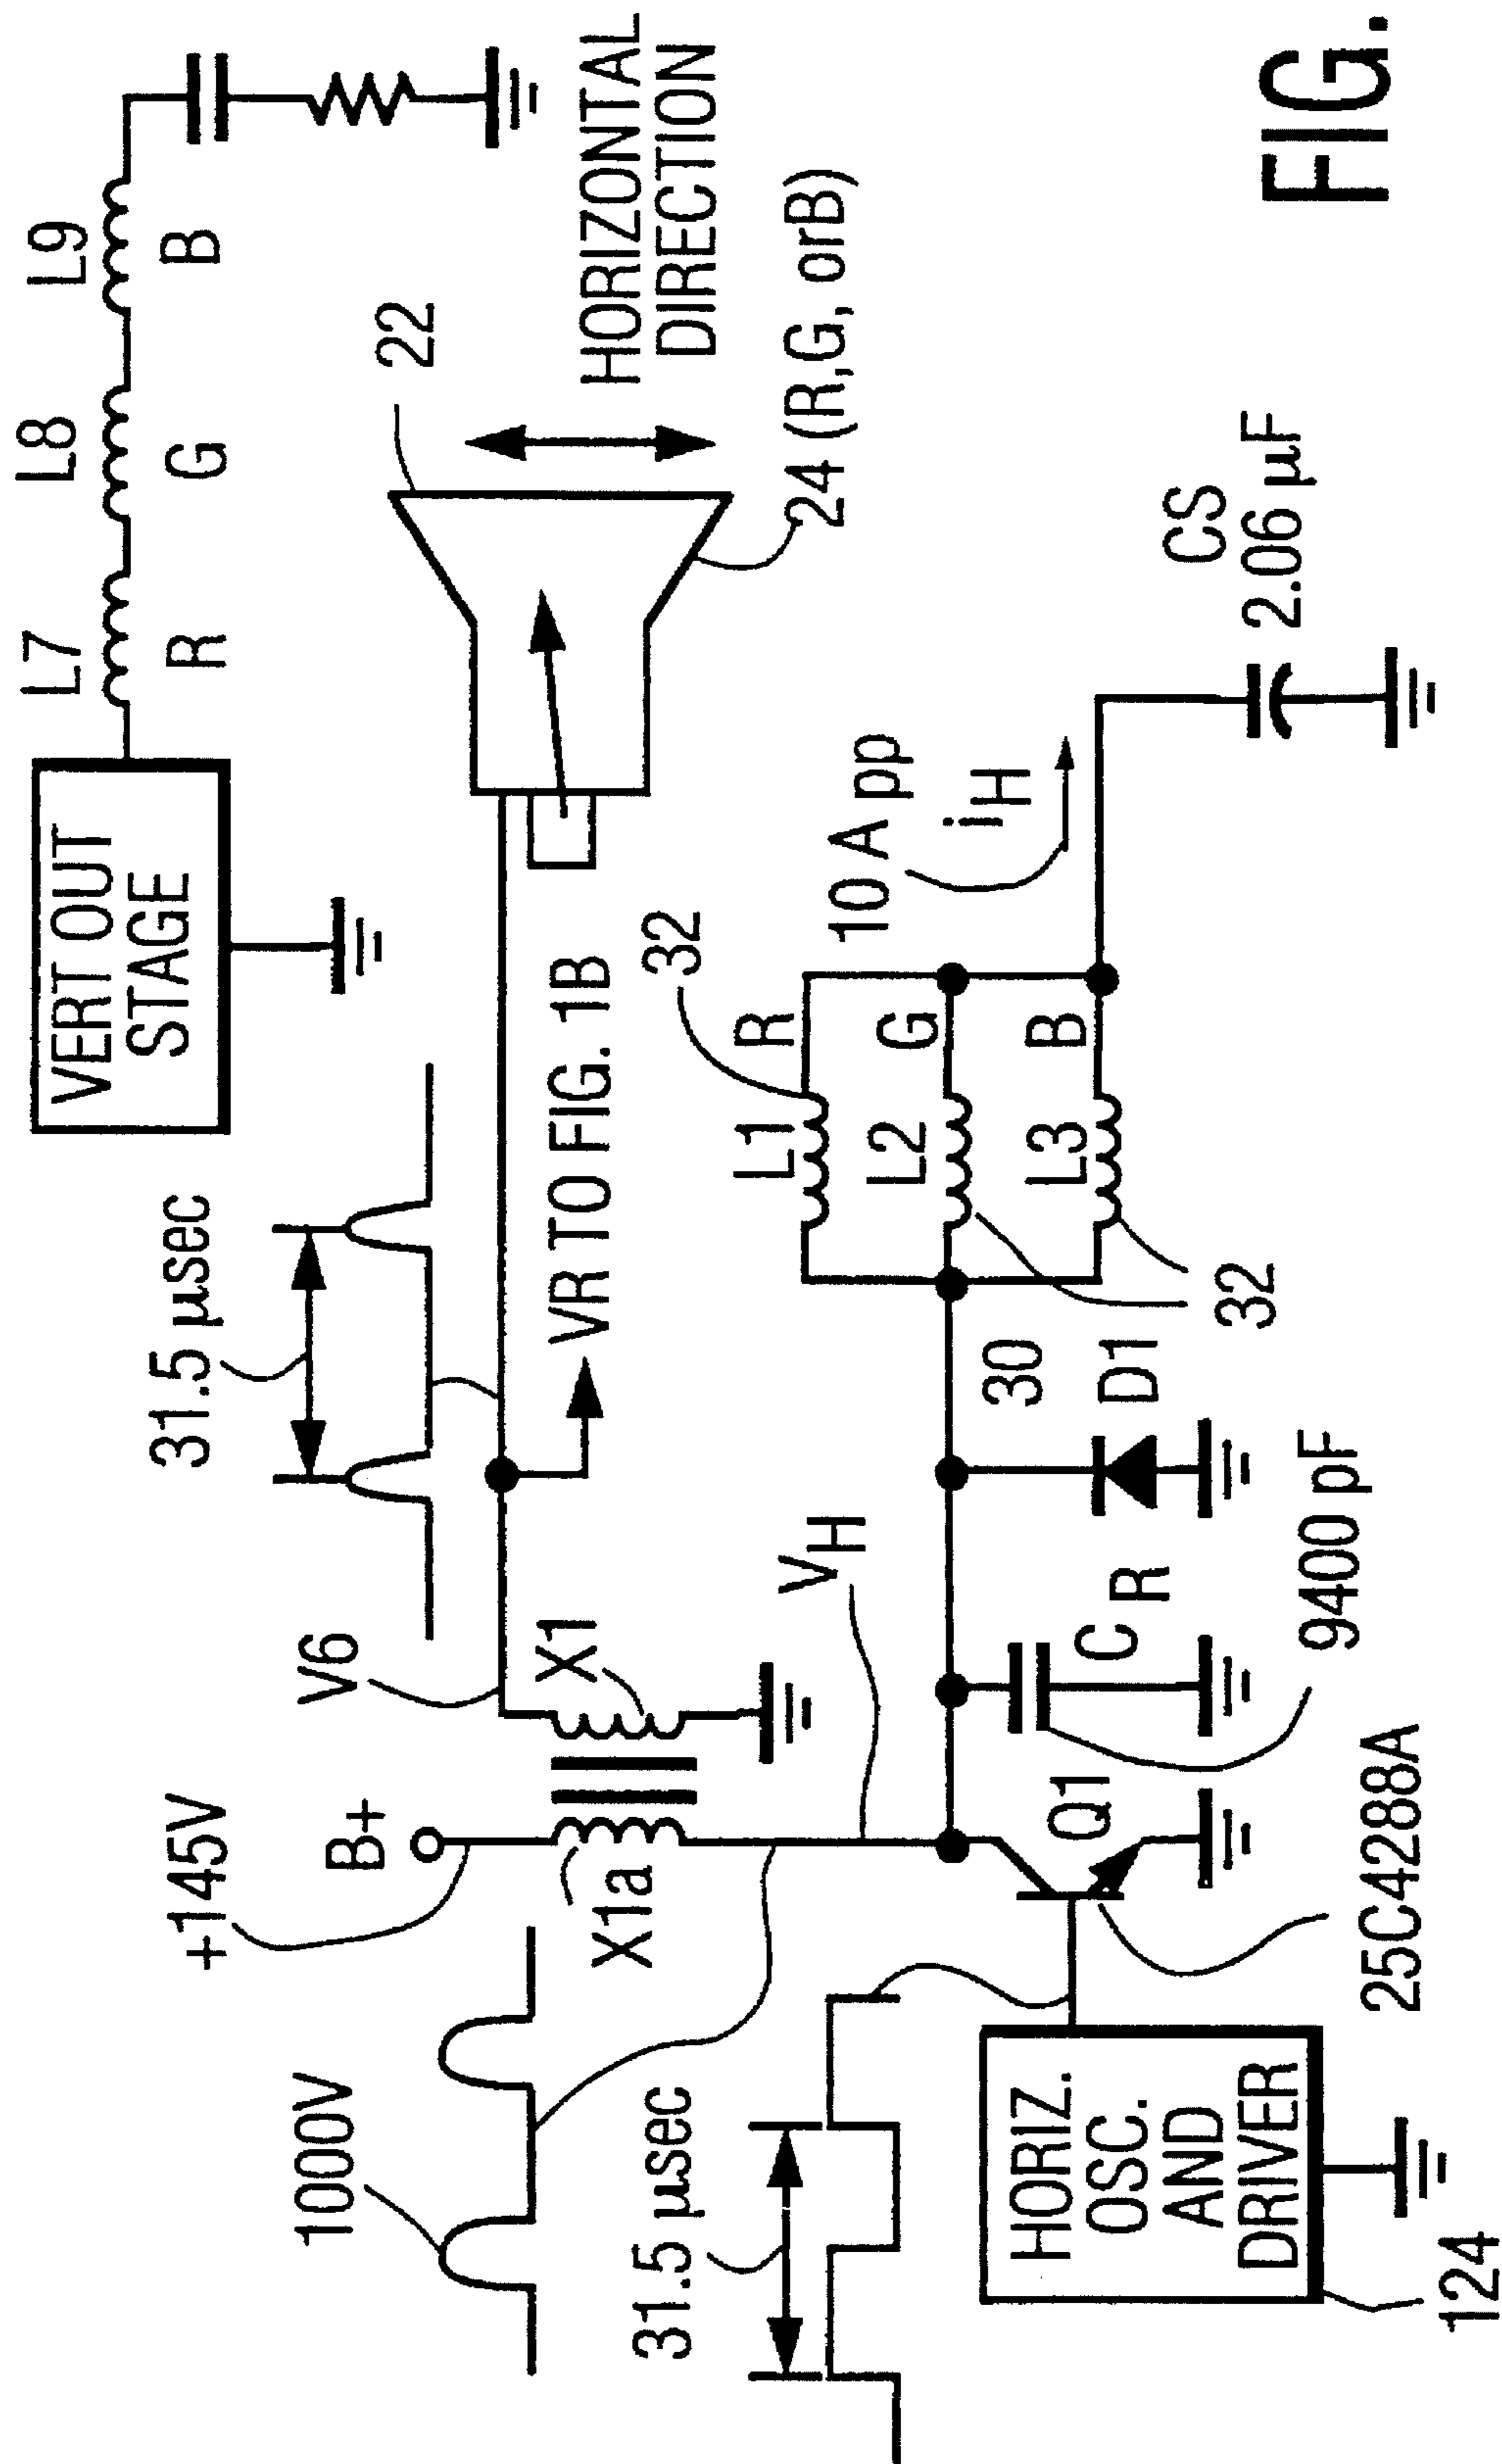 VERT OUT
STAGE
L7
L8
L9
R
G
B
1000V
+145V
B+
V6
31.5 µsec
22
HORIZONTAL
DIRECTION
X1a
X1
VR TO FIG. 1B
24 (R,G, orB)
31.5 µsec
VH
32
L1
R
L2
G
L3
B
10 A pp
iH
CS
2.06 µF
HORIZ.
OSC.
AND
DRIVER
124
Q1
25C4288A
CR
9400 pF
30
D1
32
FIG.